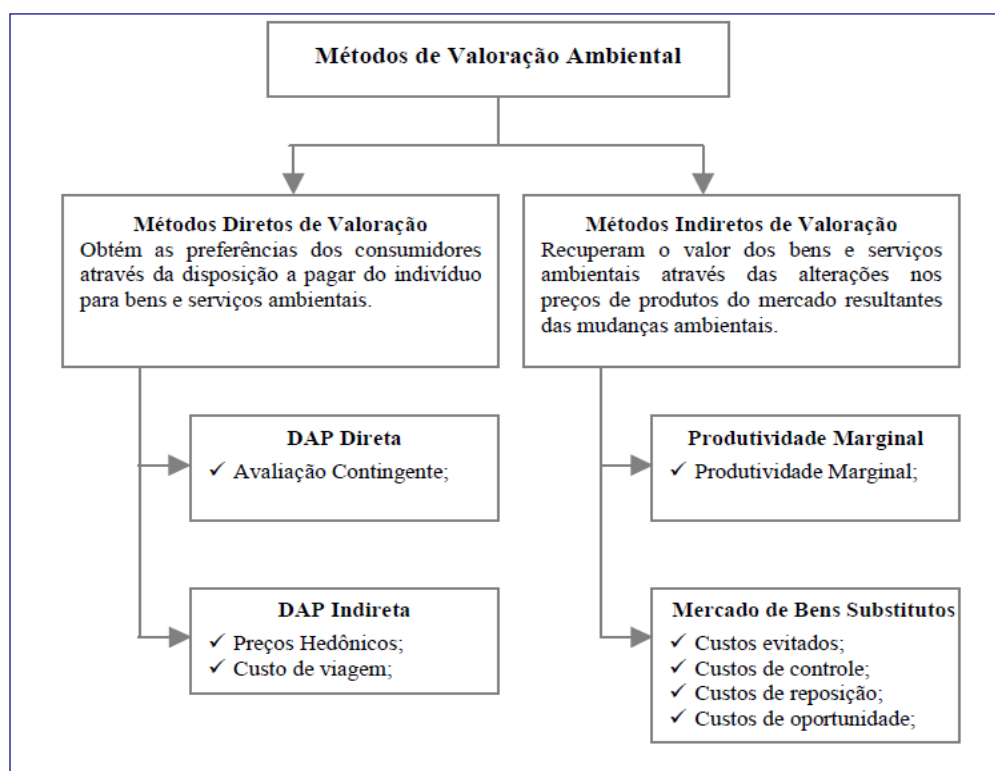 Métodos de Valoração Ambiental
Métodos Diretos de Valoração
Obtém as preferências dos consumidores
através da disposição a pagar do indivíduo
para bens e serviços ambientais.
Métodos Indiretos de Valoração
Recuperam o valor dos bens e serviços
ambientais através das alterações nos
preços de produtos do mercado resultantes
das mudanças ambientais.
DAP Direta
✓ Avaliação Contingente;
Produtividade Marginal
✓ Produtividade Marginal;
DAP Indireta
✓ Preços Hedônicos;
✓ Custo de viagem;
Mercado de Bens Substitutos
✓ Custos evitados;
✓ Custos de controle;
✓ Custos de reposição;
✓ Custos de oportunidade;